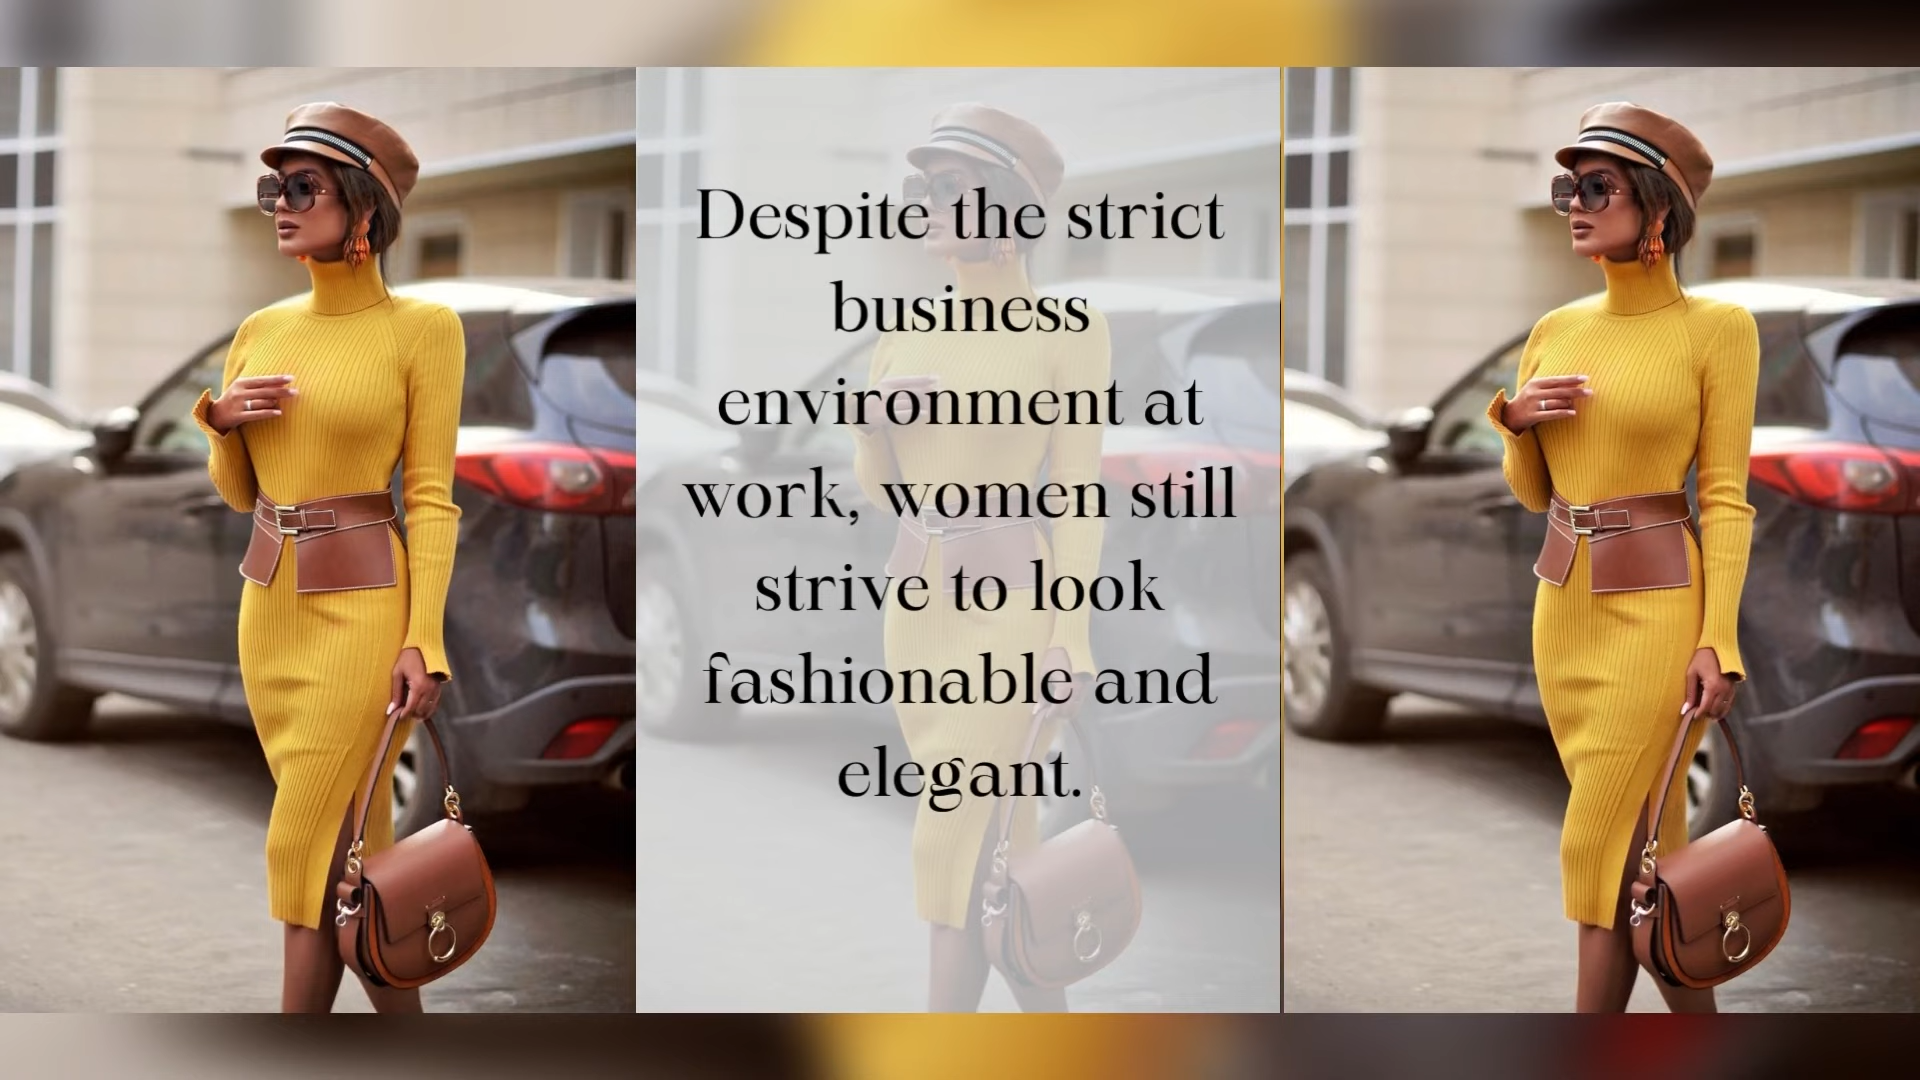 Despite the strict
business
environment at
work, women still
strive to look
fashionable and
elegant.